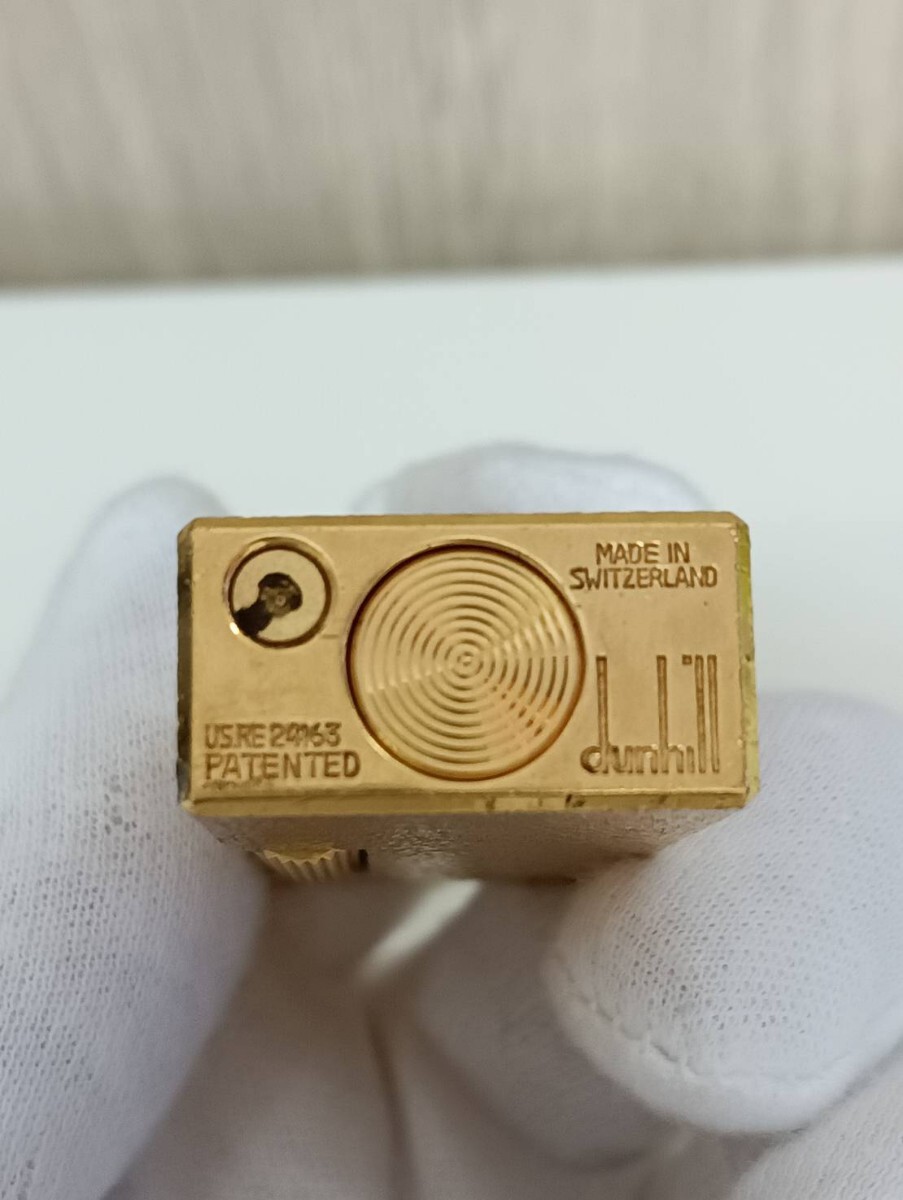 MADE IN
SWITZERLAND
US.RE 24163
PATENTED
dunhill